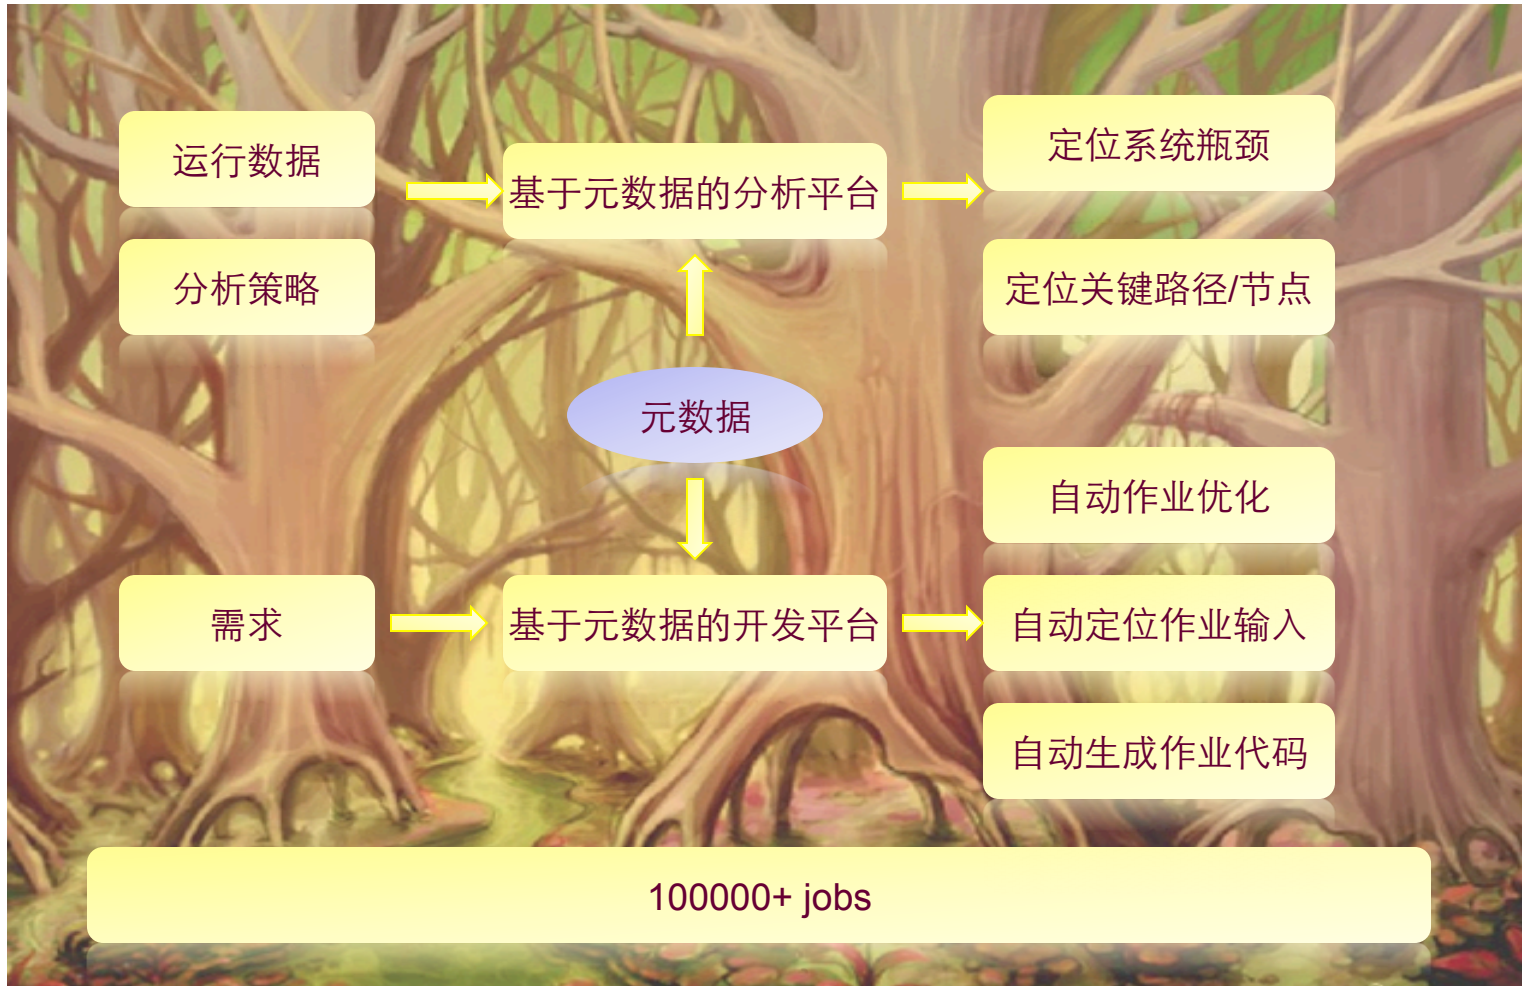 运行数据
分析策略
基于元数据的分析平台
定位系统瓶颈
定位关键路径/节点
元数据
需求
基于元数据的开发平台
自动作业优化
自动定位作业输入
自动生成作业代码
100000+ jobs